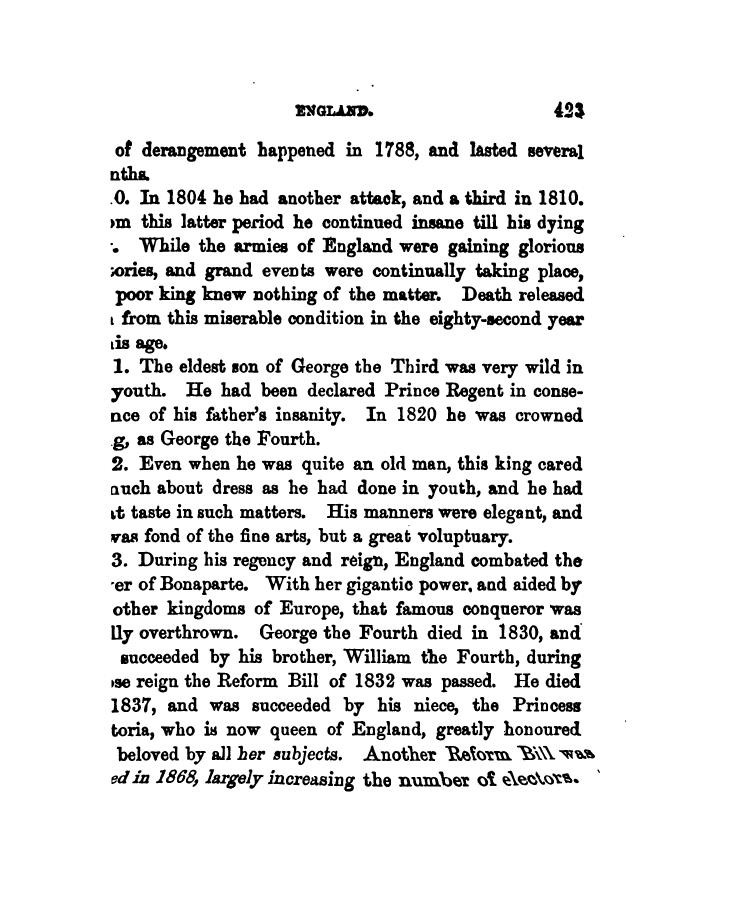 ENGLAND. 423
of derangement happened in 1788, and lasted several
nths.
0. In 1804 he had another attack, and a third in 1810.
m this latter period he continued insane till his dying
. While the armies of England were gaining glorious
ories, and grand events were continually taking place,
poor king knew nothing of the matter. Death released
from this miserable condition in the eighty-second year
is age.
1. The eldest son of George the Third was very wild in
youth. He had been declared Prince Regent in conse-
nce of his father's insanity. In 1820 he was crowned
g, as George the Fourth.
2. Even when he was quite an old man, this king cared
nuch about dress as he had done in youth, and he had
t taste in such matters. His manners were elegant, and
was fond of the fine arts, but a great voluptuary.
3. During his regency and reign, England combated the
er of Bonaparte. With her gigantic power, and aided by
other kingdoms of Europe, that famous conqueror was
lly overthrown. George the Fourth died in 1830, and
succeeded by his brother, William the Fourth, during
se reign the Reform Bill of 1832 was passed. He died
1837, and was succeeded by his niece, the Princess
toria, who is now queen of England, greatly honoured
beloved by all her subjects. Another Reform Bill was
ed in 1868, largely increasing the number of electors.